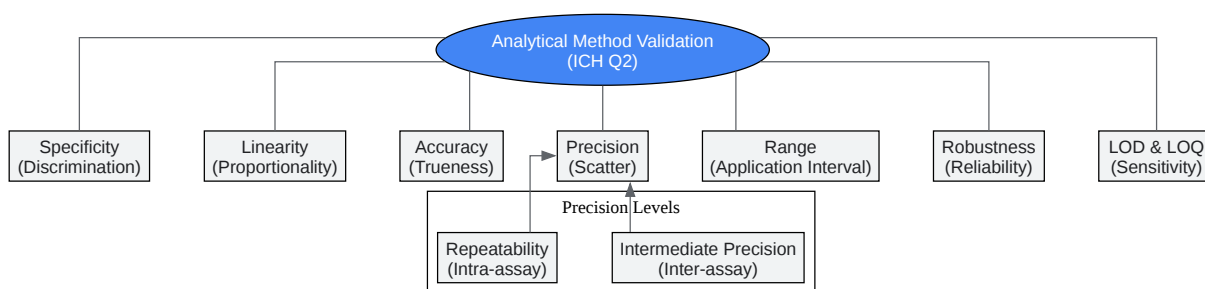 Analytical Method Validation
(ICH Q2)
Specificity
(Discrimination)
Linearity
(Proportionality)
Accuracy
(Trueness)
Precision
(Scatter)
Range
(Application Interval)
Robustness
(Reliability)
LOD & LOQ
(Sensitivity)
Precision Levels
Repeatability
(Intra-assay)
Intermediate Precision
(Inter-assay)